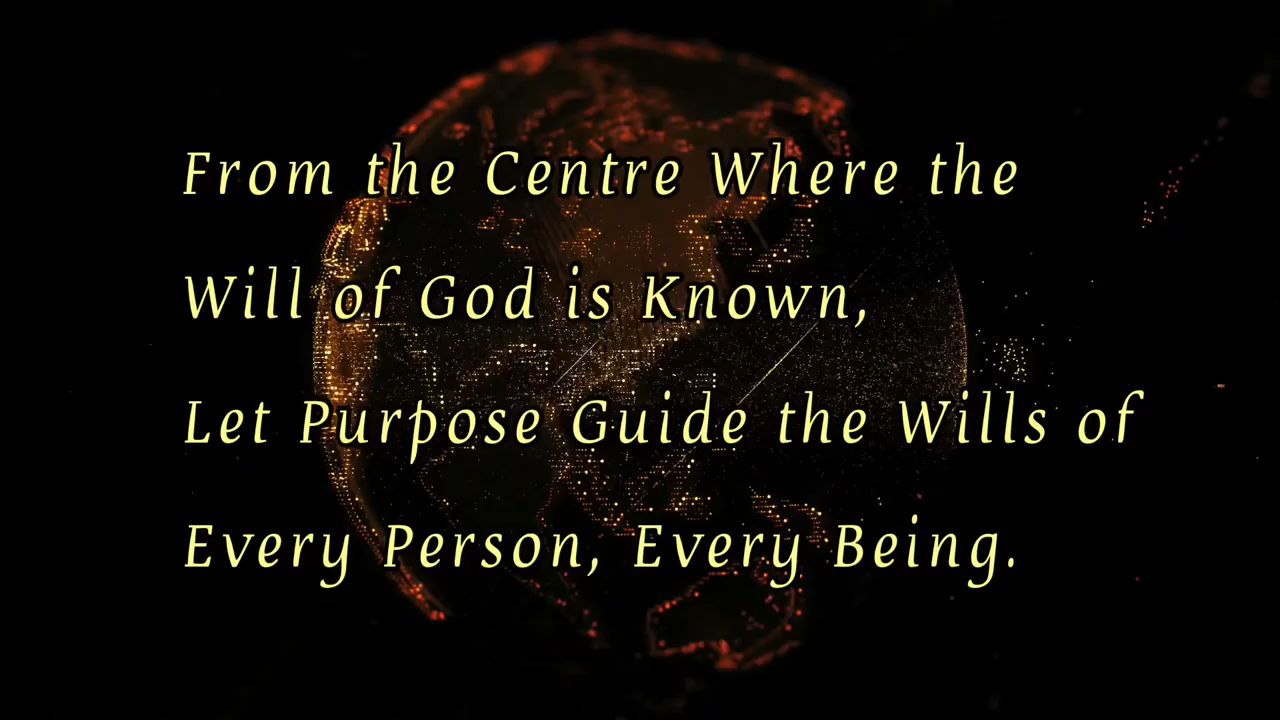 From the Centre Where the
Will of God is Known,
Let Purpose Guide the Wills of
Every Person, Every Being.